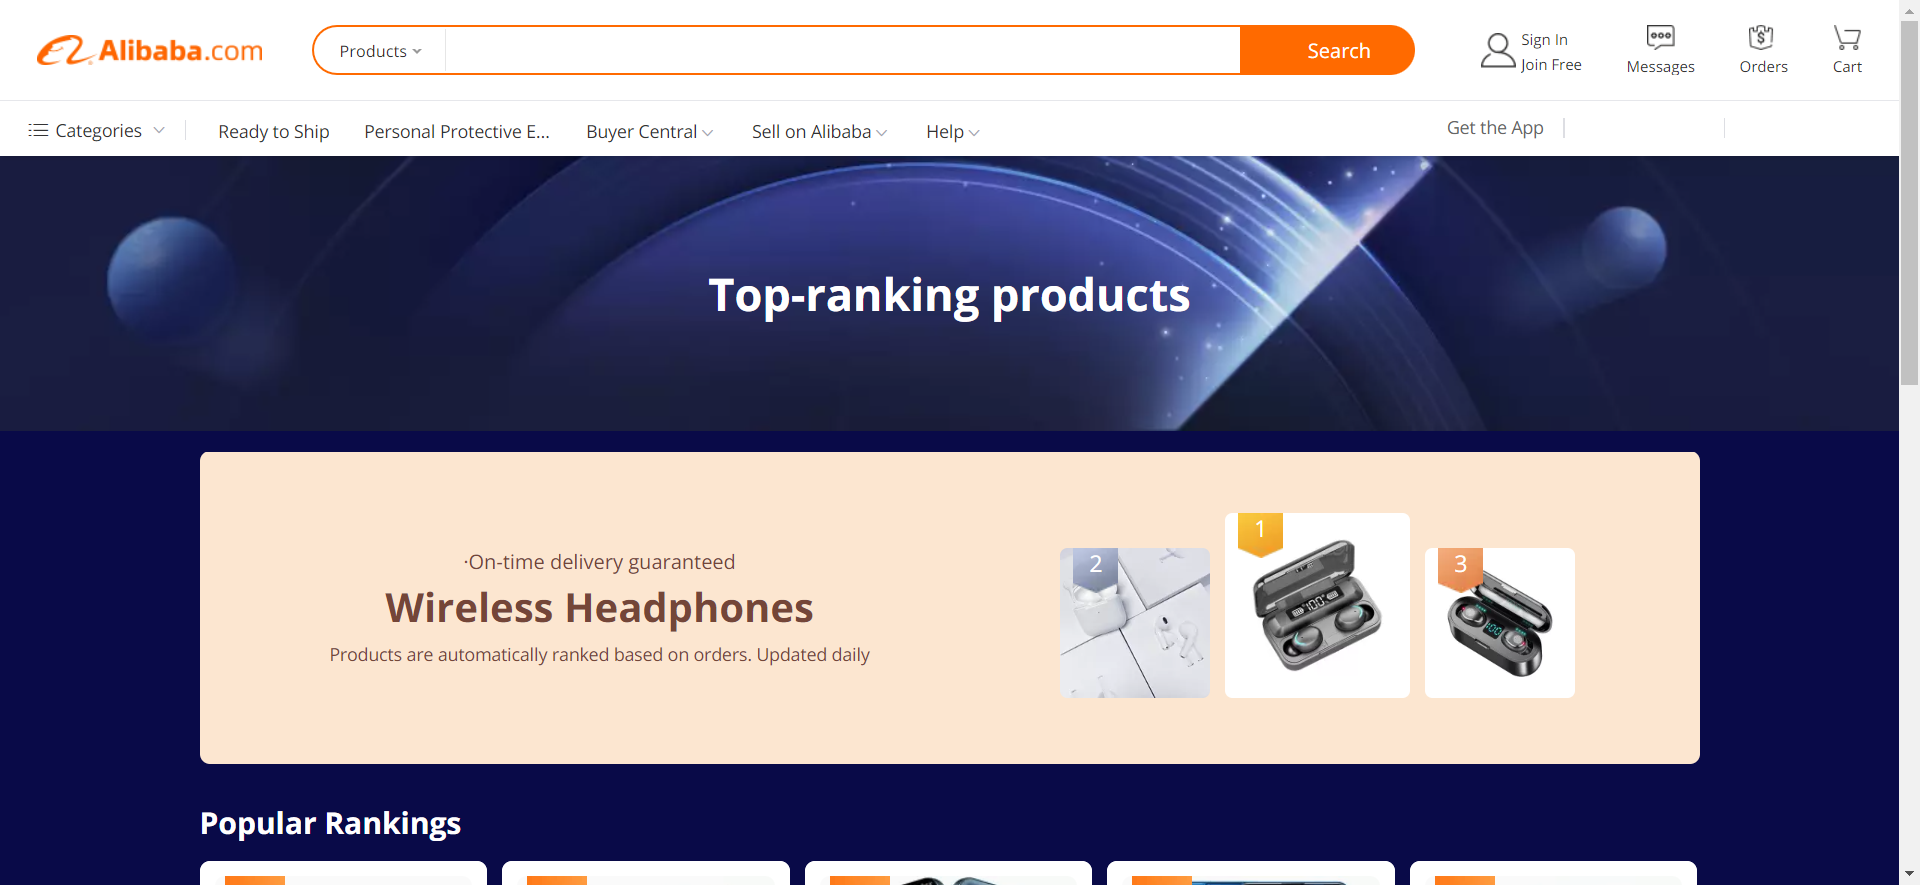 Alibaba.com
Products
Search
Sign In
Join Free
Messages
Orders
Cart
Categories
Ready to Ship
Personal Protective E...
Buyer Central
Sell on Alibaba
Help
Get the App
Top-ranking products
·On-time delivery guaranteed
Wireless Headphones
Products are automatically ranked based on orders. Updated daily
2
1
3
Popular Rankings